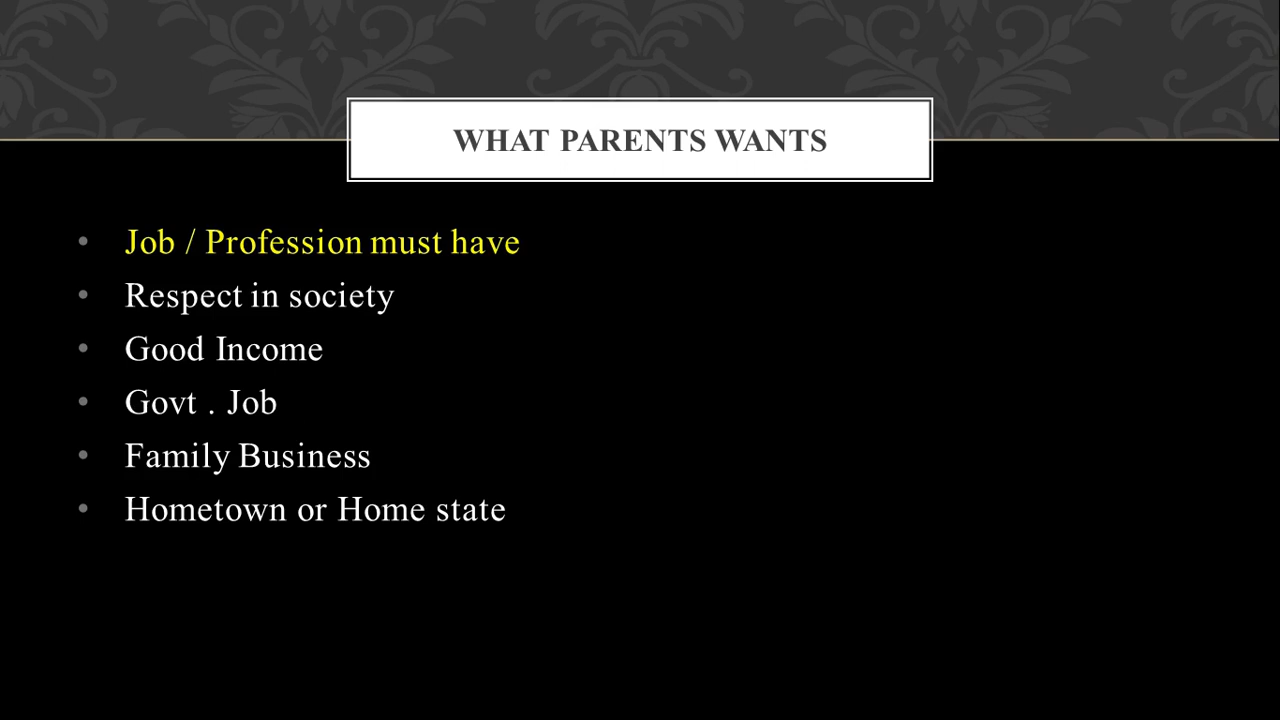 WHAT PARENTS WANTS
• Job / Profession must have
• Respect in society
• Good Income
• Govt . Job
• Family Business
• Hometown or Home state